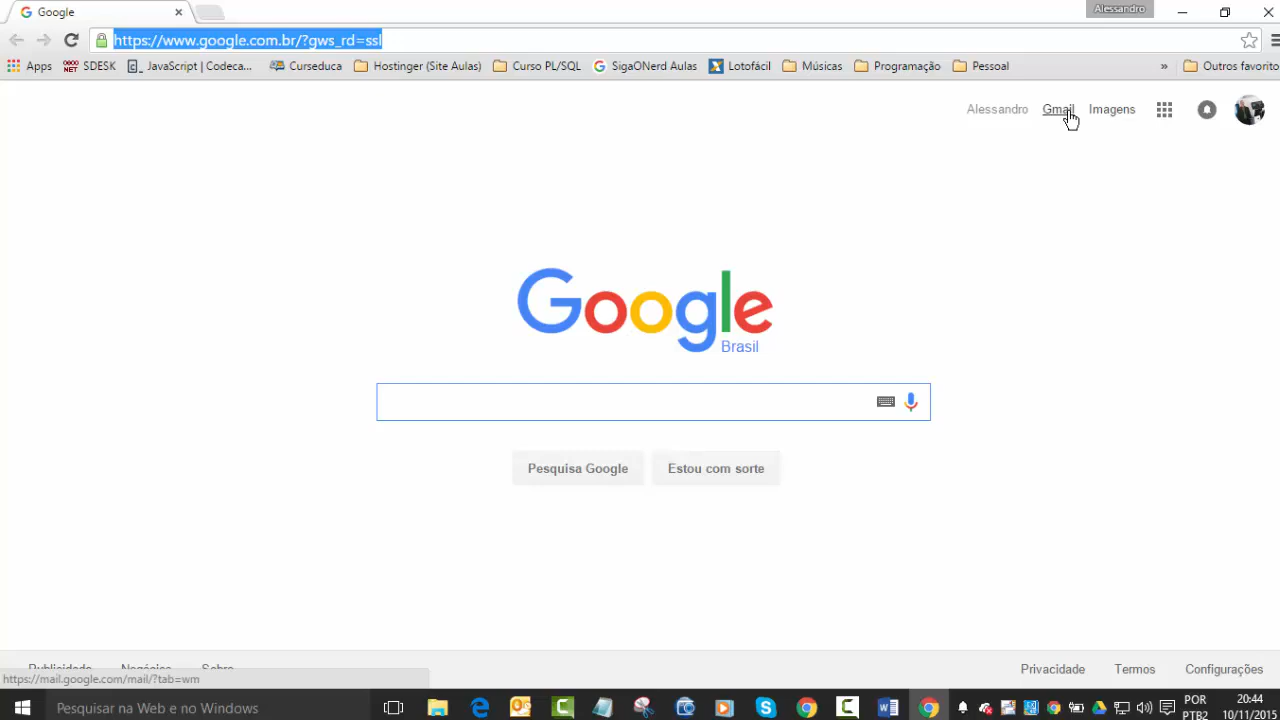 Google
Alessandro
https://www.google.com.br/?gws_rd=ssl
Apps SDESK JavaScript | Codeca... Curseduca Hostinger (Site Aulas) Curso PL/SQL SigaONerd Aulas Lotofácil Músicas Programação Pessoal » Outros favorito
Alessandro Gmail Imagens
Google
Brasil
Pesquisa Google Estou com sorte
Publicidade Negócios Sobre Privacidade Termos Configurações
https://mail.google.com/mail/?tab=wm
Pesquisar na Web e no Windows
POR 20:44
PTB2 10/11/2015